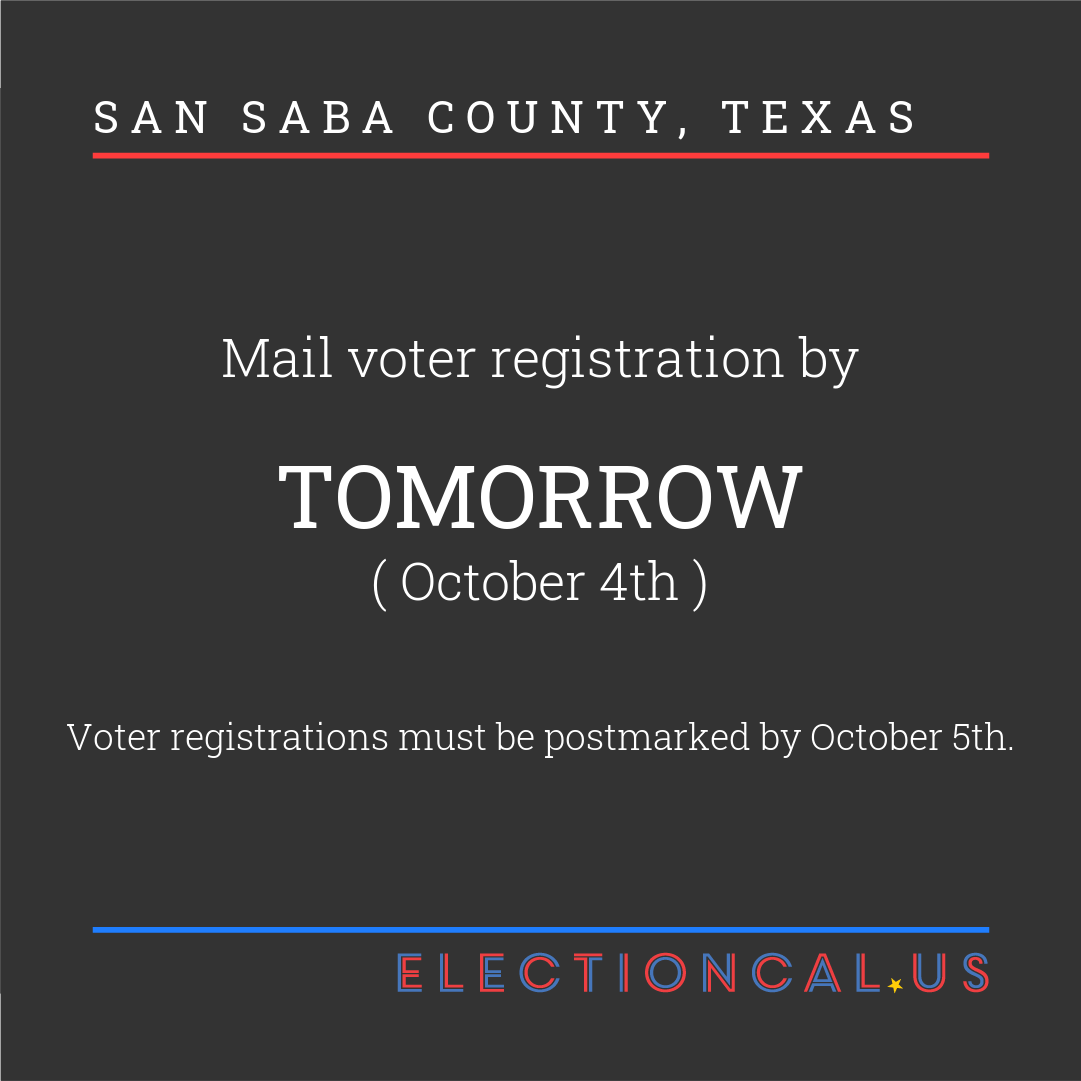 SAN SABA COUNTY, TEXAS
Mail voter registration by
TOMORROW
( October 4th )
Voter registrations must be postmarked by October 5th.
ELECTIONCAL.US